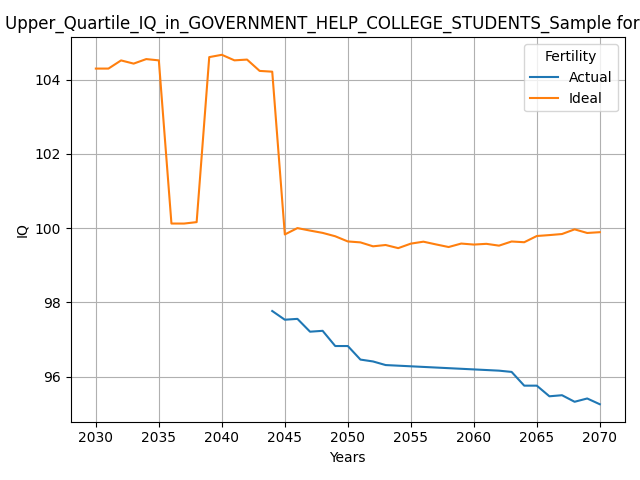 Upper_Quartile_IQ_in_GOVERNMENT_HELP_COLLEGE_STUDENTS_Sample for
Fertility
Actual
Ideal
104
102
100
98
96
IQ
2030 2035 2040 2045 2050 2055 2060 2065 2070
Years